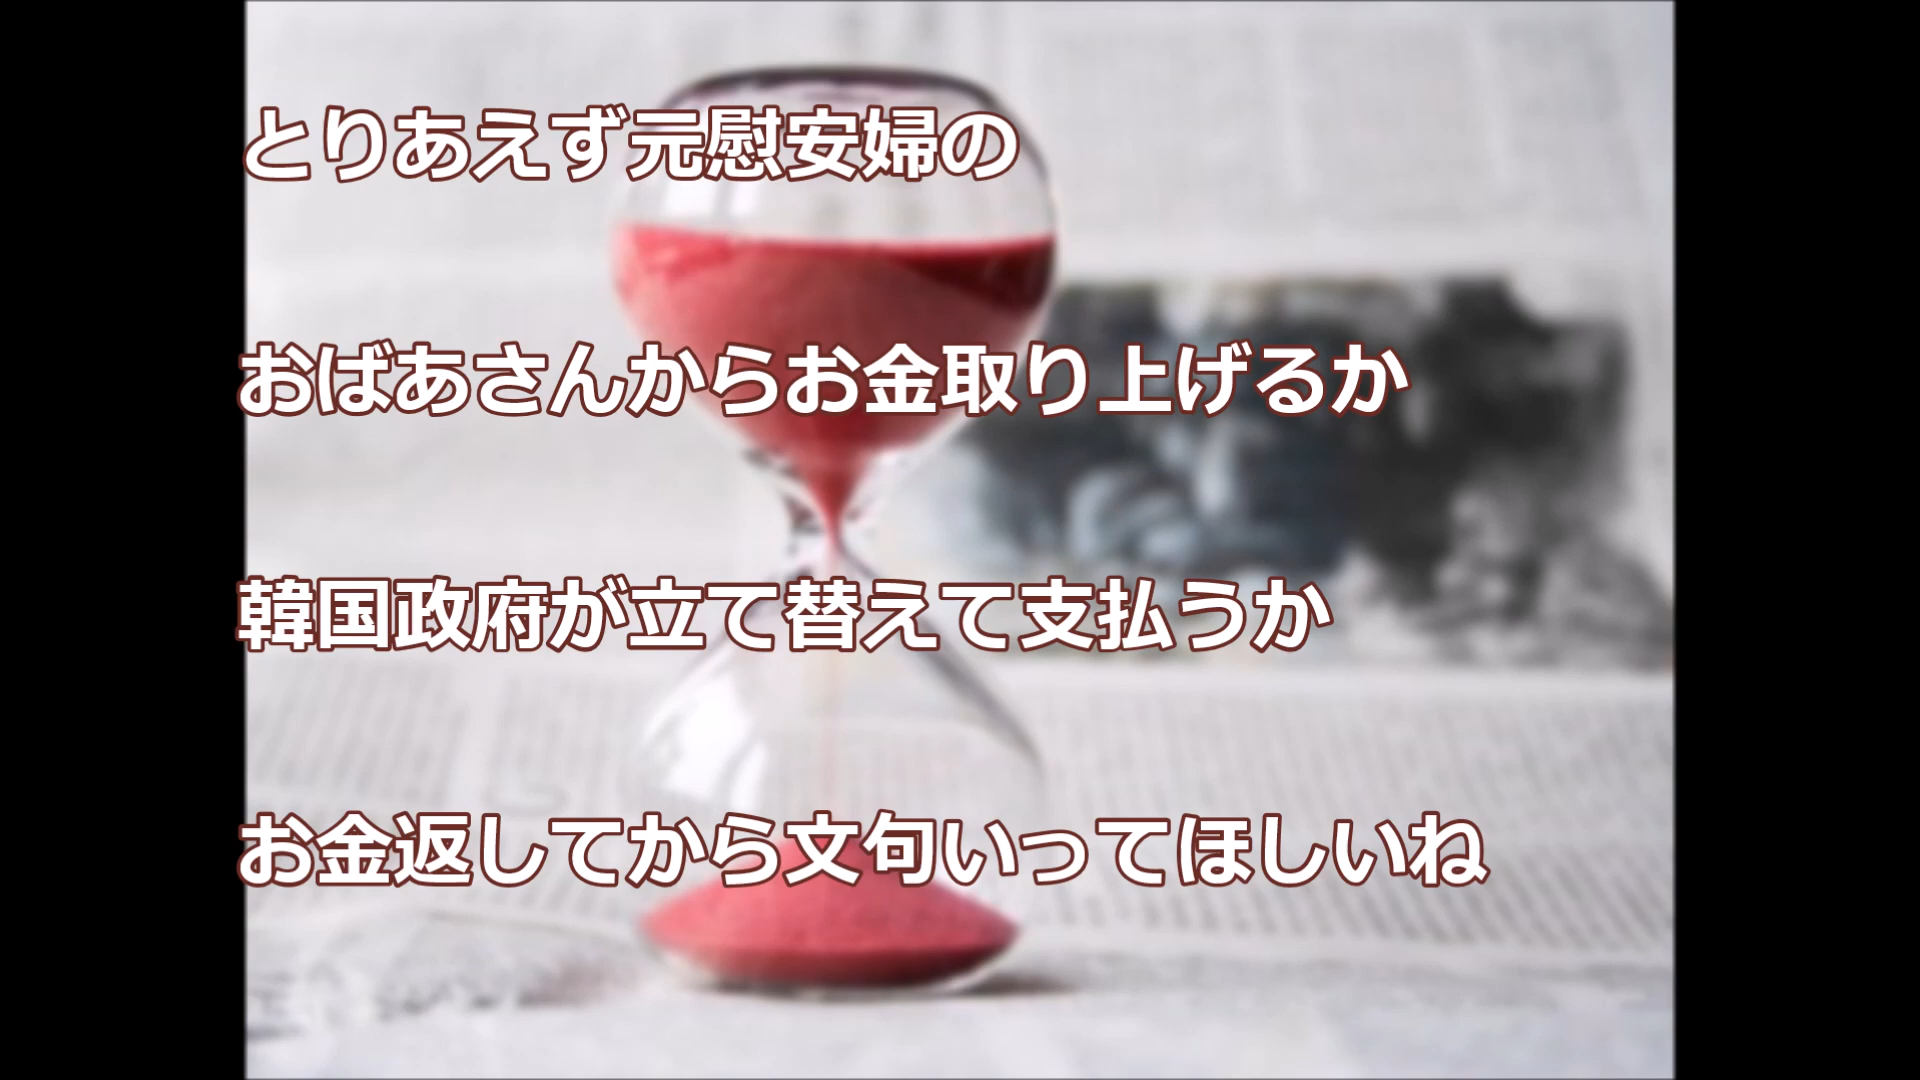 とりあえず元慰安婦の
おばあさんからお金取り上げるか
韓国政府が立て替えて支払うか
お金返してから文句いってほしいね